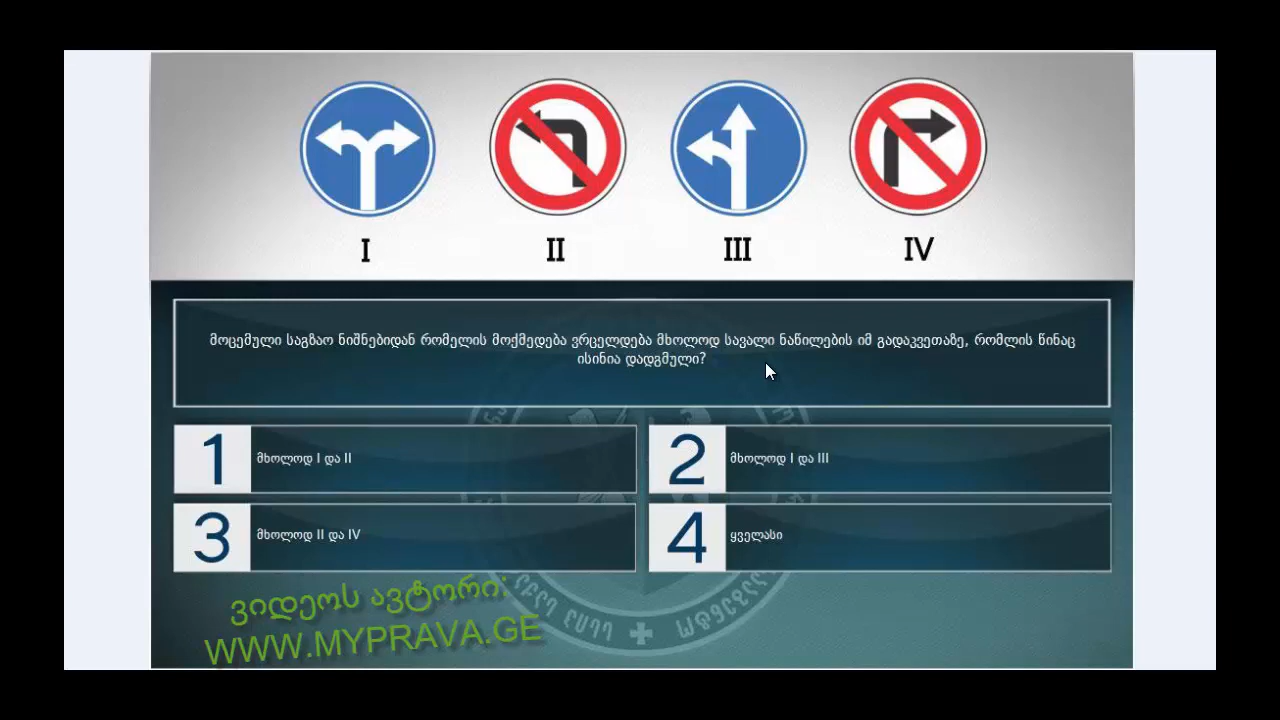 I II III IV
მოცემული საგზაო ნიშნებიდან რომელის მოქმედება ვრცელდება მხოლოდ სავალი ნაწილების იმ გადაკვეთაზე, რომლის წინაც
ისინია დადგმული?
1 მხოლოდ I და II
2 მხოლოდ I და III
3 მხოლოდ II და IV
4 ყველასი
ვიდეოს ავტორი:
WWW.MYPRAVA.GE